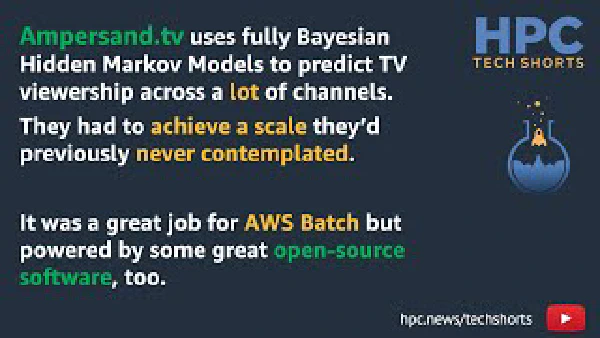 Ampersand.tv uses fully Bayesian
Hidden Markov Models to predict TV
viewership across a lot of channels.
They had to achieve a scale they'd
previously never contemplated.
It was a great job for AWS Batch but
powered by some great open-source
software, too.
HPC
TECH SHORTS
hpc.news/techshorts